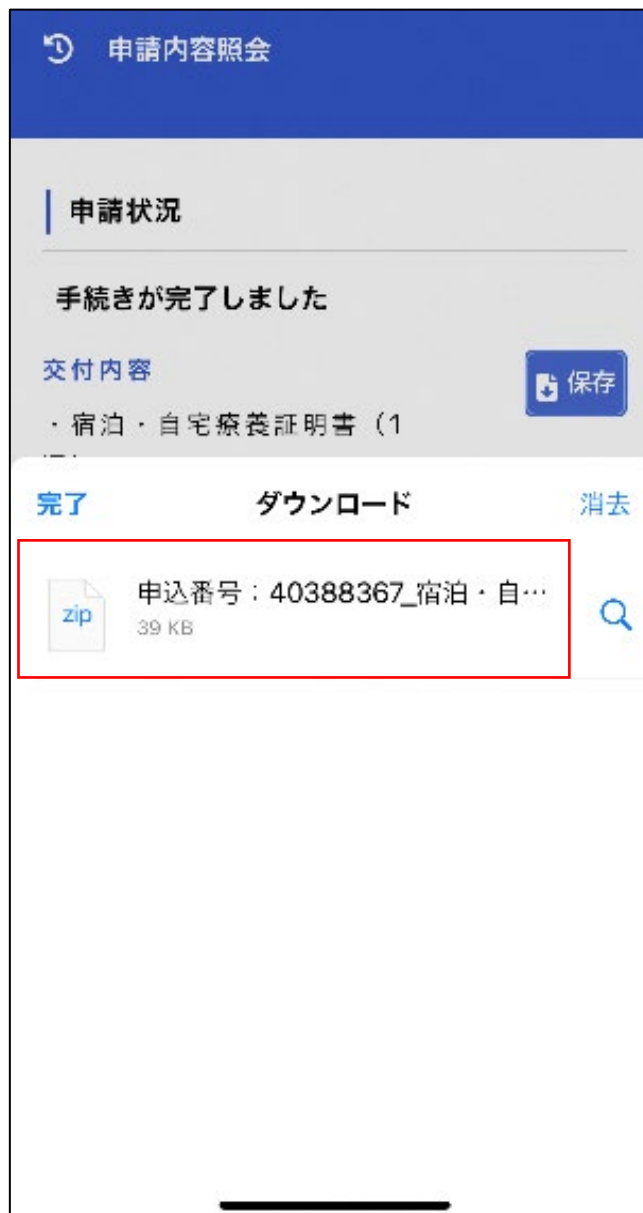 申請内容照会
申請状況
手続きが完了しました
交付内容
保存
・宿泊・自宅療養証明書（1
完了 ダウンロード 消去
zip
申込番号：40388367_宿泊・自…
39 KB